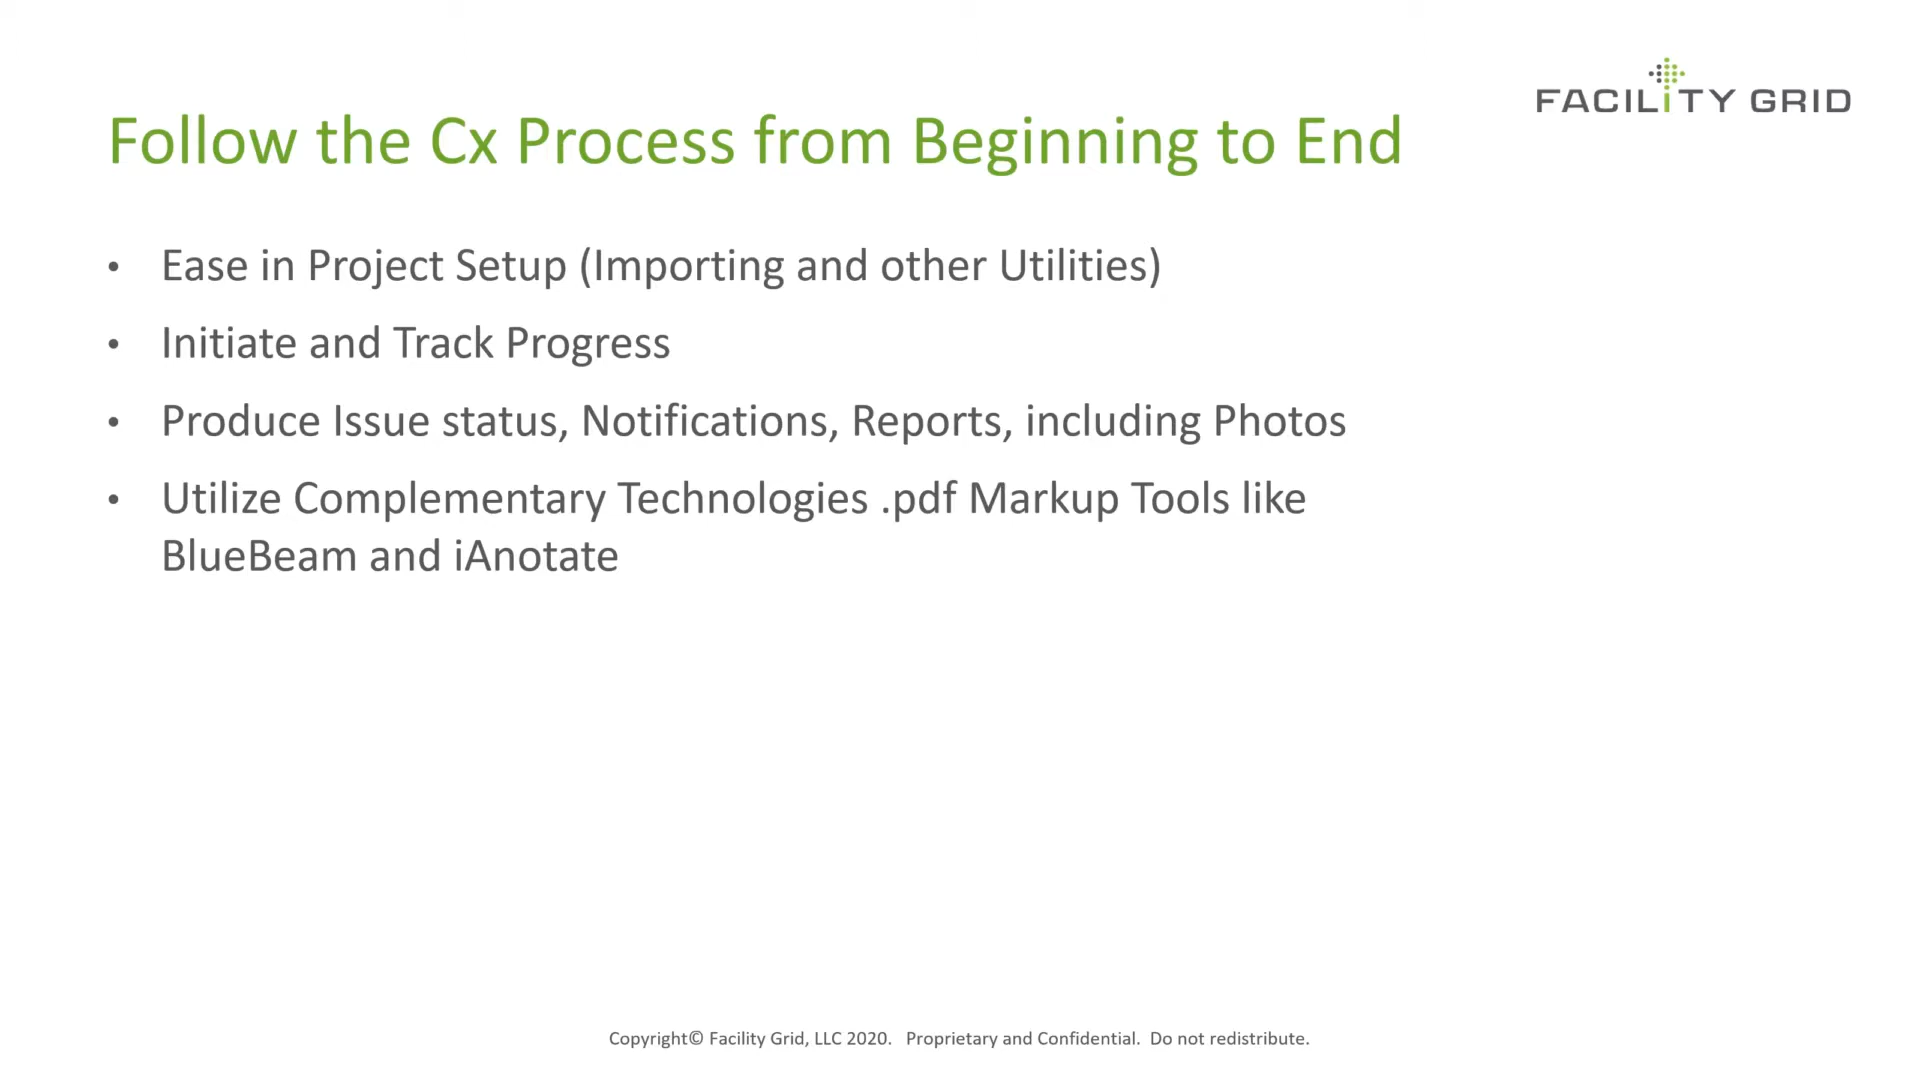 FACILITY GRID
Follow the Cx Process from Beginning to End
• Ease in Project Setup (Importing and other Utilities)
• Initiate and Track Progress
• Produce Issue status, Notifications, Reports, including Photos
• Utilize Complementary Technologies .pdf Markup Tools like
BlueBeam and iAnotate
Copyright© Facility Grid, LLC 2020. Proprietary and Confidential. Do not redistribute.